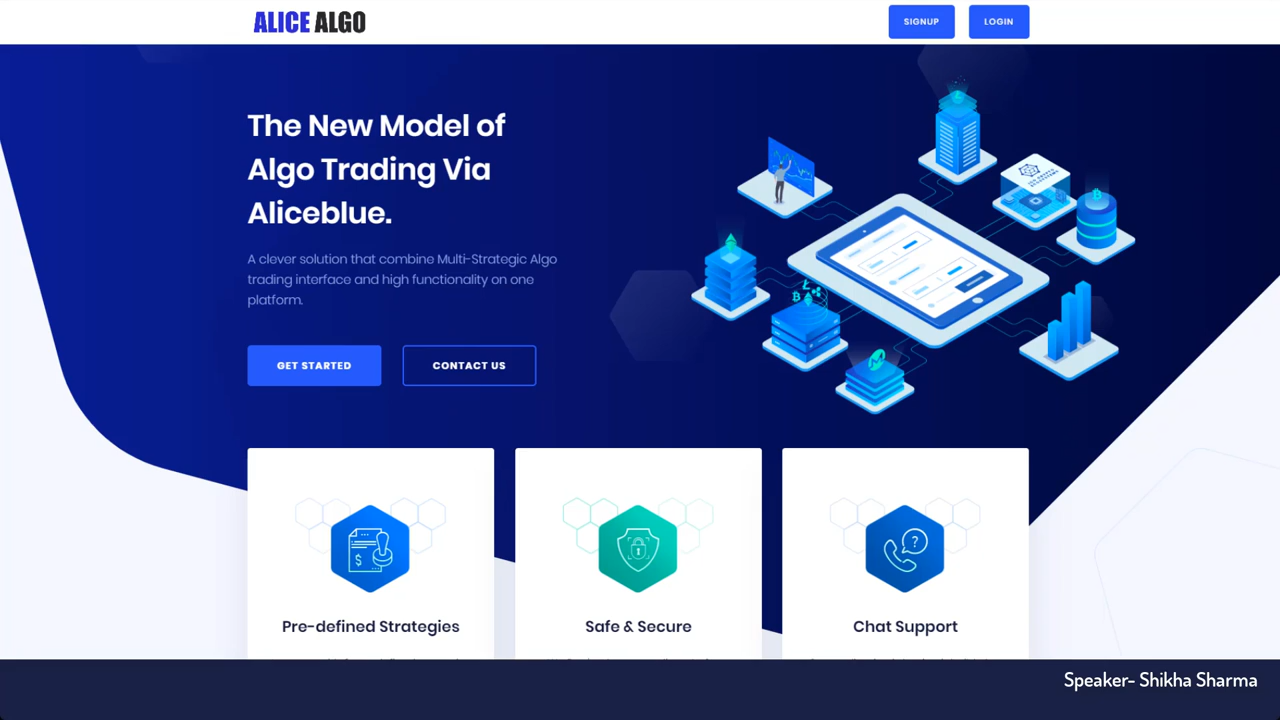 ALICE ALGO
SIGNUP
LOGIN
The New Model of
Algo Trading Via
Aliceblue.
A clever solution that combine Multi-Strategic Algo
trading interface and high functionality on one
platform.
GET STARTED
CONTACT US
Pre-defined Strategies
Safe & Secure
Chat Support
Speaker- Shikha Sharma